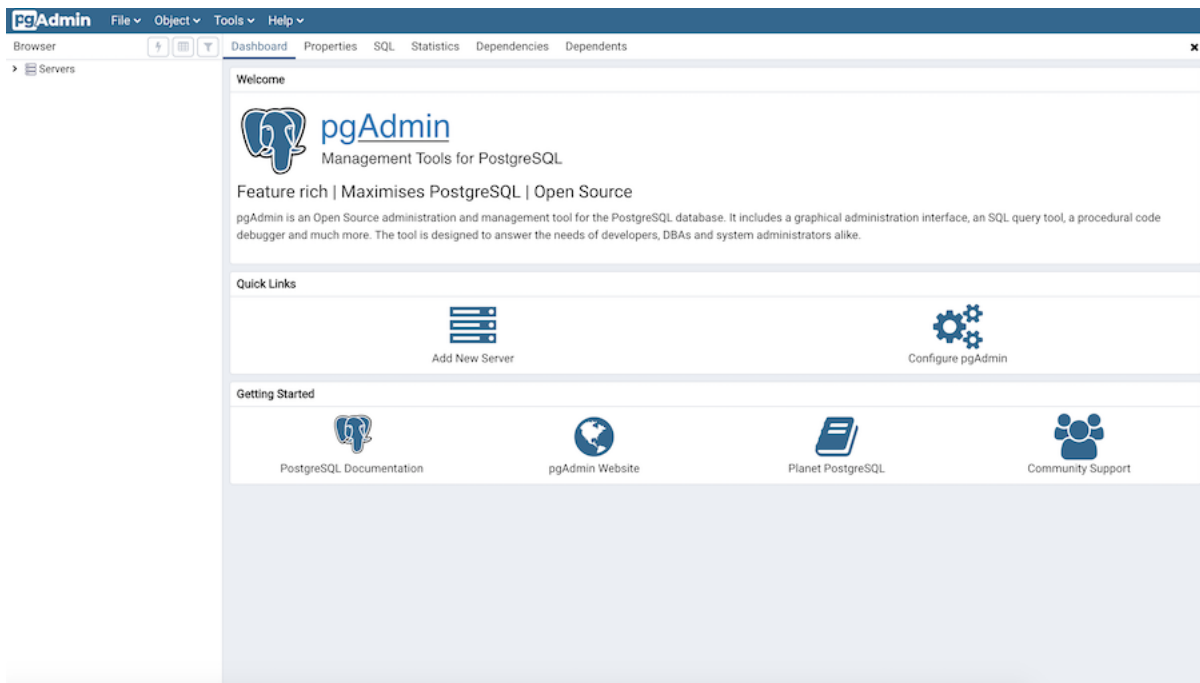 pgAdmin File Object Tools Help
Browser Dashboard Properties SQL Statistics Dependencies Dependents
Servers
Welcome
pgAdmin
Management Tools for PostgreSQL
Feature rich | Maximises PostgreSQL | Open Source
pgAdmin is an Open Source administration and management tool for the PostgreSQL database. It includes a graphical administration interface, an SQL query tool, a procedural code
debugger and much more. The tool is designed to answer the needs of developers, DBAs and system administrators alike.
Quick Links
Add New Server Configure pgAdmin
Getting Started
PostgreSQL Documentation pgAdmin Website Planet PostgreSQL Community Support